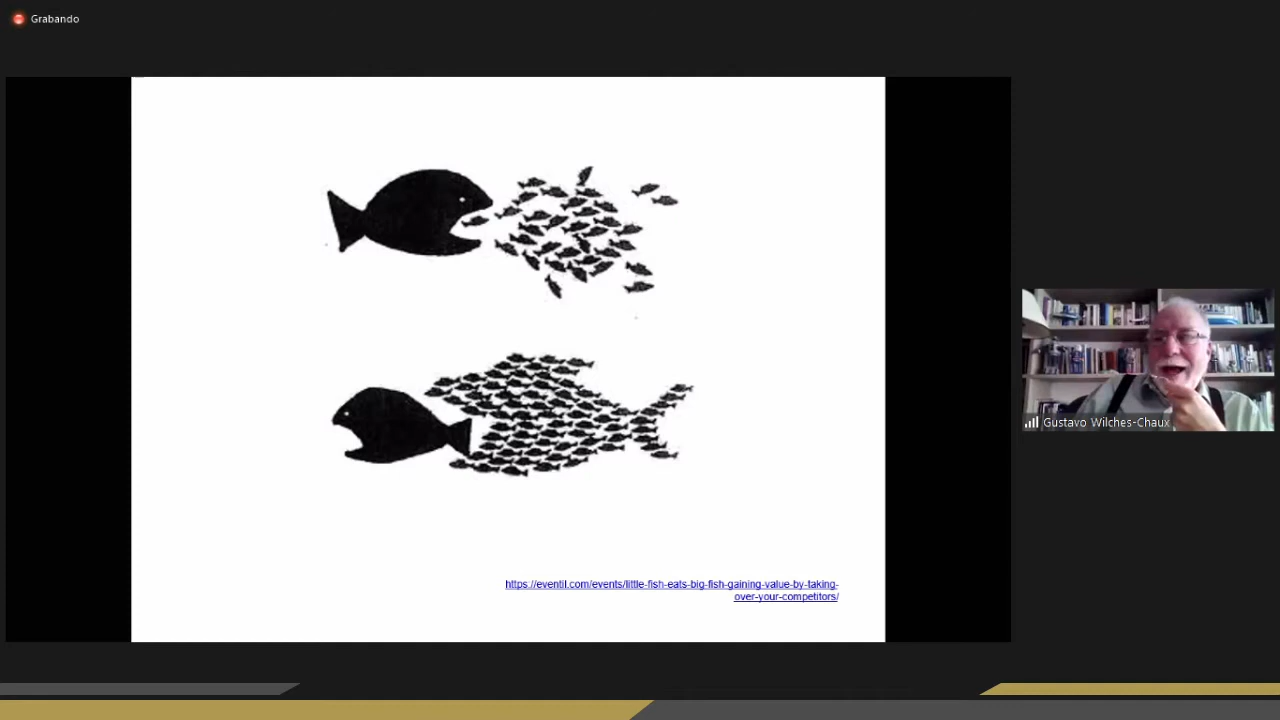 Grabando
https://eventil.com/events/little-fish-eats-big-fish-gaining-value-by-taking-
over-your-competitors/
Gustavo Wilches-Chaux